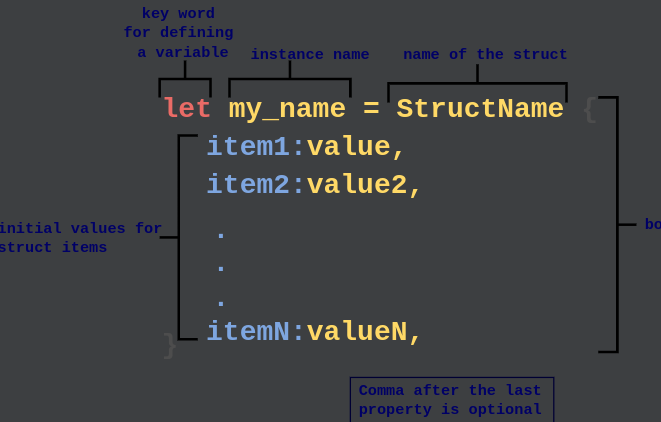 key word
for defining
a variable
instance name
name of the struct
let my_name = StructName {
item1:value,
item2:value2,
.
.
.
itemN:valueN,
}
initial values for
struct items
bo
Comma after the last
property is optional